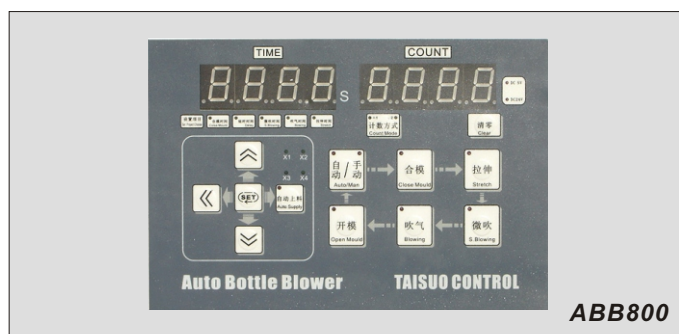 TIME
COUNT
8.8.8.8.
S
8.8.8.8.
计数方式
Count Mode
清零
Clear
X1 X2
X3 X4
SET
自动上料
Auto Supply
自动/手动
Auto/Man
合模
Close Mould
拉伸
Stretch
开模
Open Mould
吹气
Blowing
微吹
S.Blowing
Auto Bottle Blower
TAISUO CONTROL
ABB800